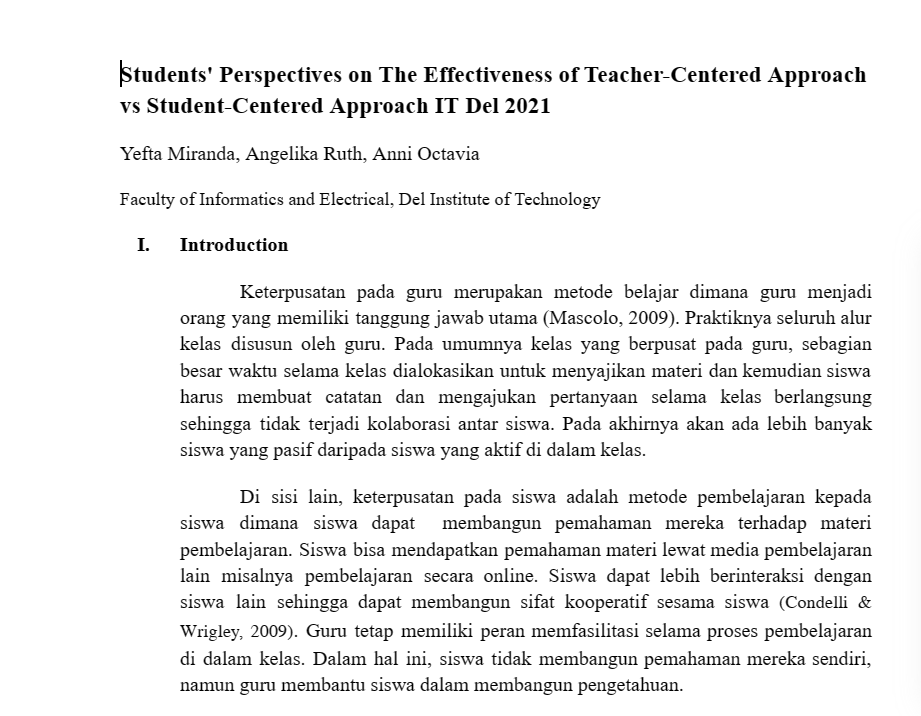 Students' Perspectives on The Effectiveness of Teacher-Centered Approach
vs Student-Centered Approach IT Del 2021
Yefta Miranda, Angelika Ruth, Anni Octavia
Faculty of Informatics and Electrical, Del Institute of Technology
I. Introduction
Keterpusatan pada guru merupakan metode belajar dimana guru menjadi
orang yang memiliki tanggung jawab utama (Mascolo, 2009). Praktiknya seluruh alur
kelas disusun oleh guru. Pada umumnya kelas yang berpusat pada guru, sebagian
besar waktu selama kelas dialokasikan untuk menyajikan materi dan kemudian siswa
harus membuat catatan dan mengajukan pertanyaan selama kelas berlangsung
sehingga tidak terjadi kolaborasi antar siswa. Pada akhirnya akan ada lebih banyak
siswa yang pasif daripada siswa yang aktif di dalam kelas.
Di sisi lain, keterpusatan pada siswa adalah metode pembelajaran kepada
siswa dimana siswa dapat membangun pemahaman mereka terhadap materi
pembelajaran. Siswa bisa mendapatkan pemahaman materi lewat media pembelajaran
lain misalnya pembelajaran secara online. Siswa dapat lebih berinteraksi dengan
siswa lain sehingga dapat membangun sifat kooperatif sesama siswa (Condelli &
Wrigley, 2009). Guru tetap memiliki peran memfasilitasi selama proses pembelajaran
di dalam kelas. Dalam hal ini, siswa tidak membangun pemahaman mereka sendiri,
namun guru membantu siswa dalam membangun pengetahuan.